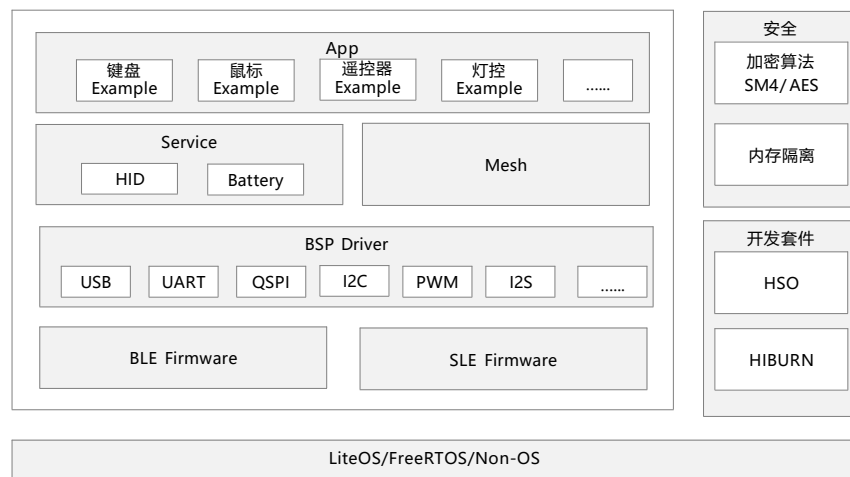 App
键盘
Example
鼠标
Example
遥控器
Example
灯控
Example
......
Service
HID
Battery
Mesh
BSP Driver
USB
UART
QSPI
I2C
PWM
I2S
......
BLE Firmware
SLE Firmware
安全
加密算法
SM4/AES
内存隔离
开发套件
HSO
HIBURN
LiteOS/FreeRTOS/Non-OS